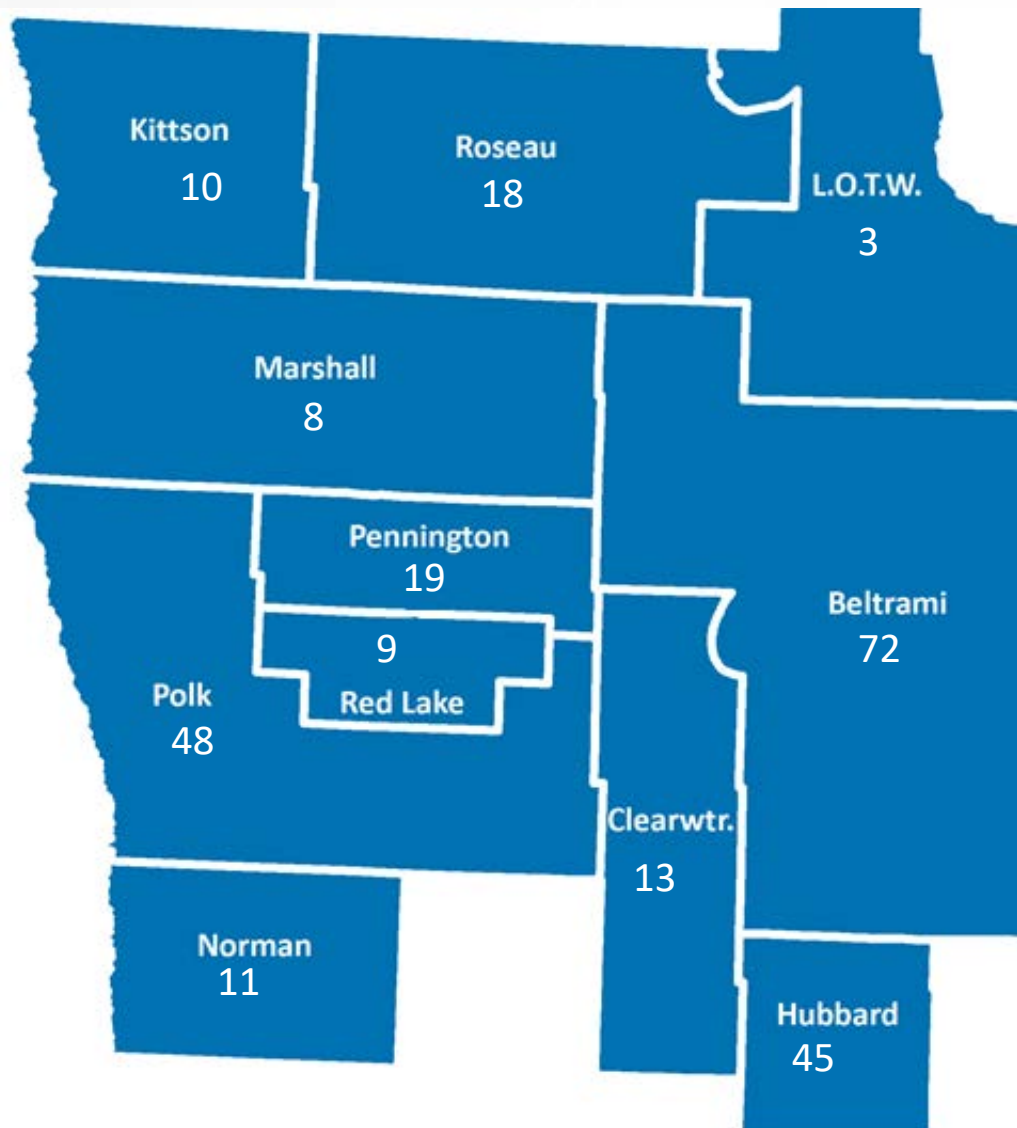 Kittson
10
Roseau
18
L.O.T.W.
3
Marshall
8
Pennington
19
9
Red Lake
Polk
48
Beltrami
72
Clearwtr.
13
Norman
11
Hubbard
45